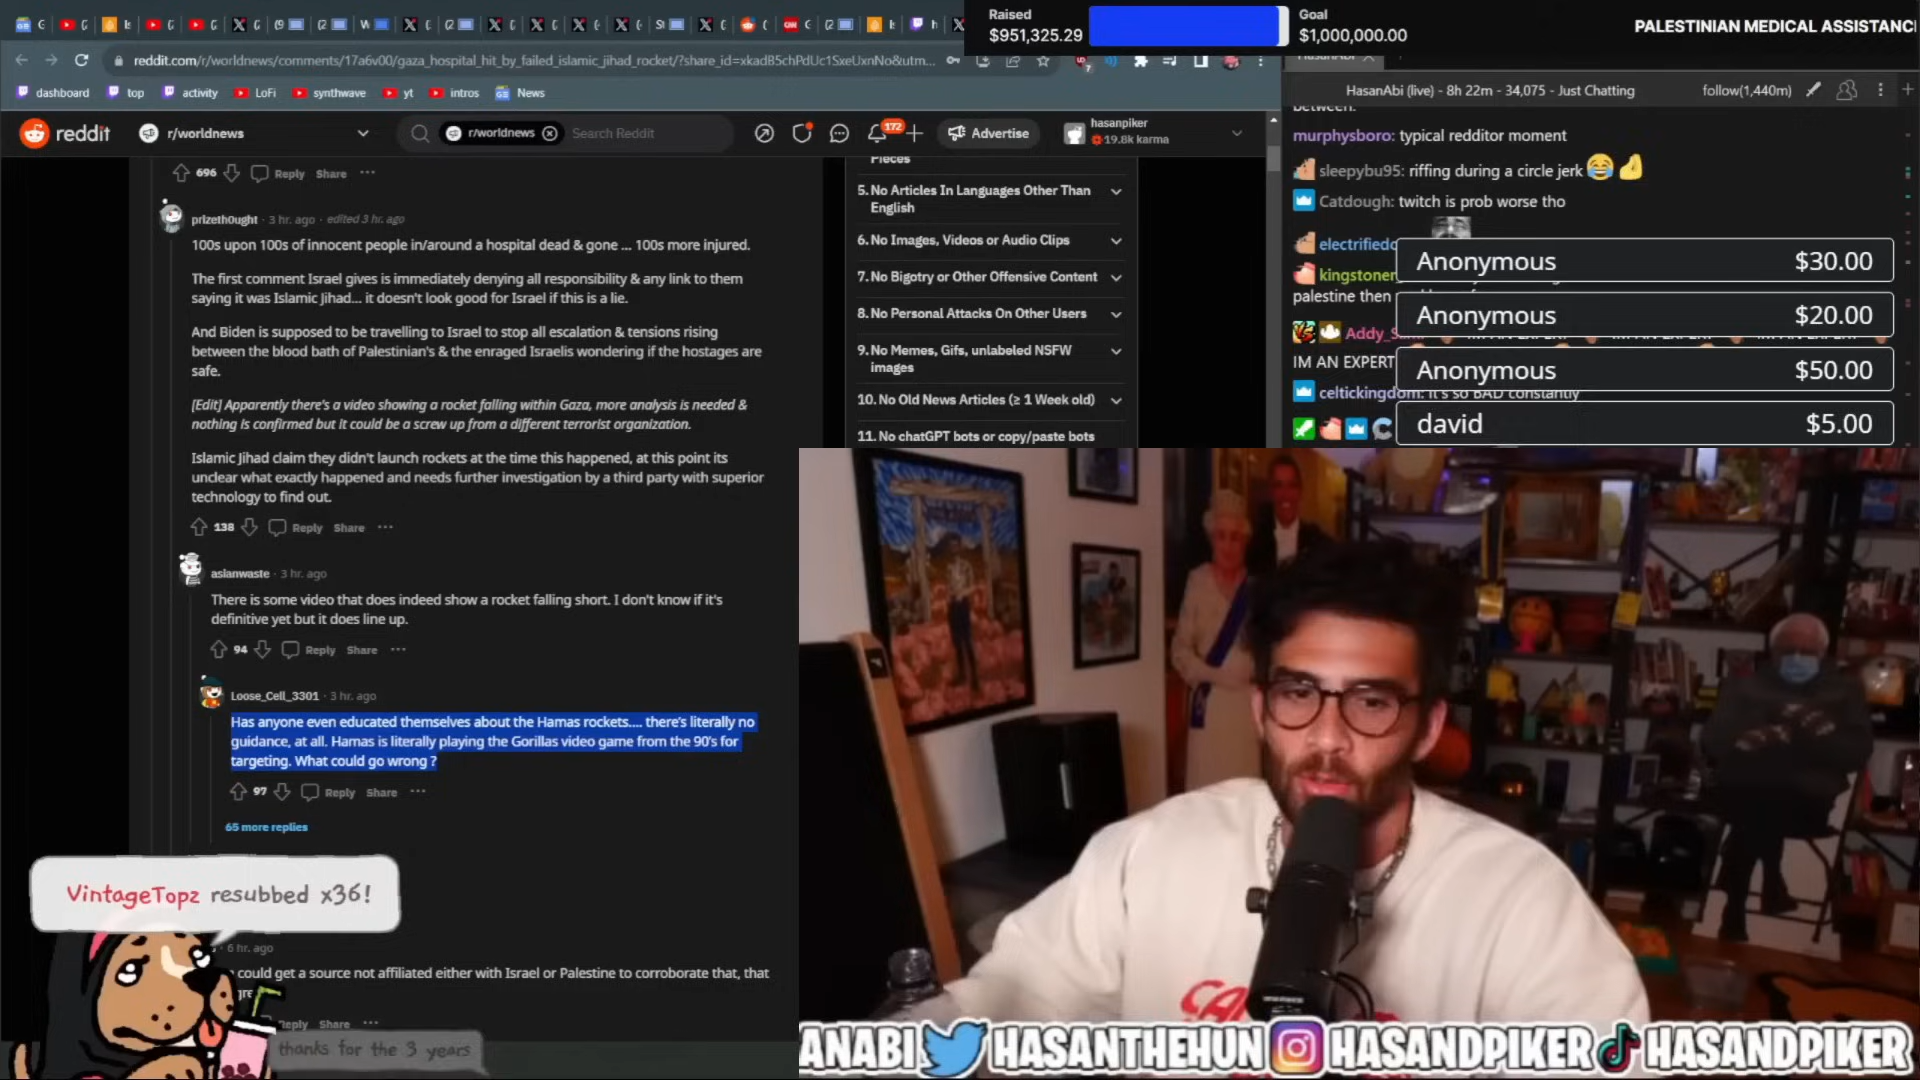 Raised
$951,325.29
Goal
$1,000,000.00
PALESTINIAN MEDICAL ASSISTANC
reddit.com/r/worldnews/comments/17a6v00/gaza_hospital_hit_by_failed_islamic_jihad_rocket/?share_id=xkadB5chPdUc1SxeUxnNo&utm...
dashboard
top
activity
LoFi
synthwave
yt
intros
News
reddit
r/worldnews
r/worldnews
Search Reddit
172
Advertise
hasanpiker
19.8k karma
696
Reply
Share
prizeth0ught · 3 hr. ago · edited 3 hr. ago
100s upon 100s of innocent people in/around a hospital dead & gone ... 100s more injured.
The first comment Israel gives is immediately denying all responsibility & any link to them
saying it was Islamic Jihad... it doesn't look good for Israel if this is a lie.
And Biden is supposed to be travelling to Israel to stop all escalation & tensions rising
between the blood bath of Palestinian's & the enraged Israelis wondering if the hostages are
safe.
[Edit] Apparently there's a video showing a rocket falling within Gaza, more analysis is needed &
nothing is confirmed but it could be a screw up from a different terrorist organization.
Islamic Jihad claim they didn't launch rockets at the time this happened, at this point its
unclear what exactly happened and needs further investigation by a third party with superior
technology to find out.
138
Reply
Share
asianwaste · 3 hr. ago
There is some video that does indeed show a rocket falling short. I don't know if it's
definitive yet but it does line up.
94
Reply
Share
Loose_Cell_3301 · 3 hr. ago
Has anyone even educated themselves about the Hamas rockets.... there's literally no
guidance, at all. Hamas is literally playing the Gorillas video game from the 90's for
targeting. What could go wrong ?
97
Reply
Share
65 more replies
VintageTopz resubbed x36!
6 hr. ago
could get a source not affiliated either with Israel or Palestine to corroborate that, that
Reply
Share
thanks for the 3 years
Pieces
5. No Articles In Languages Other Than
English
6. No Images, Videos or Audio Clips
7. No Bigotry or Other Offensive Content
8. No Personal Attacks On Other Users
9. No Memes, Gifs, unlabeled NSFW
images
10. No Old News Articles (≥ 1 Week old)
11. No chatGPT bots or copy/paste bots
HasanAbi (live) - 8h 22m - 34,075 - Just Chatting
follow(1,440m)
between.
murphysboro: typical redditor moment
sleepybu95: riffing during a circle jerk
Catdough: twitch is prob worse tho
electrified
kingstoner
palestine then
Addy_S
IM AN EXPERT
celtickingdom: it's so BAD constantly
Anonymous $30.00
Anonymous $20.00
Anonymous $50.00
david $5.00
ANABI HASANTHEHUN HASANDPIKER HASANDPIKER